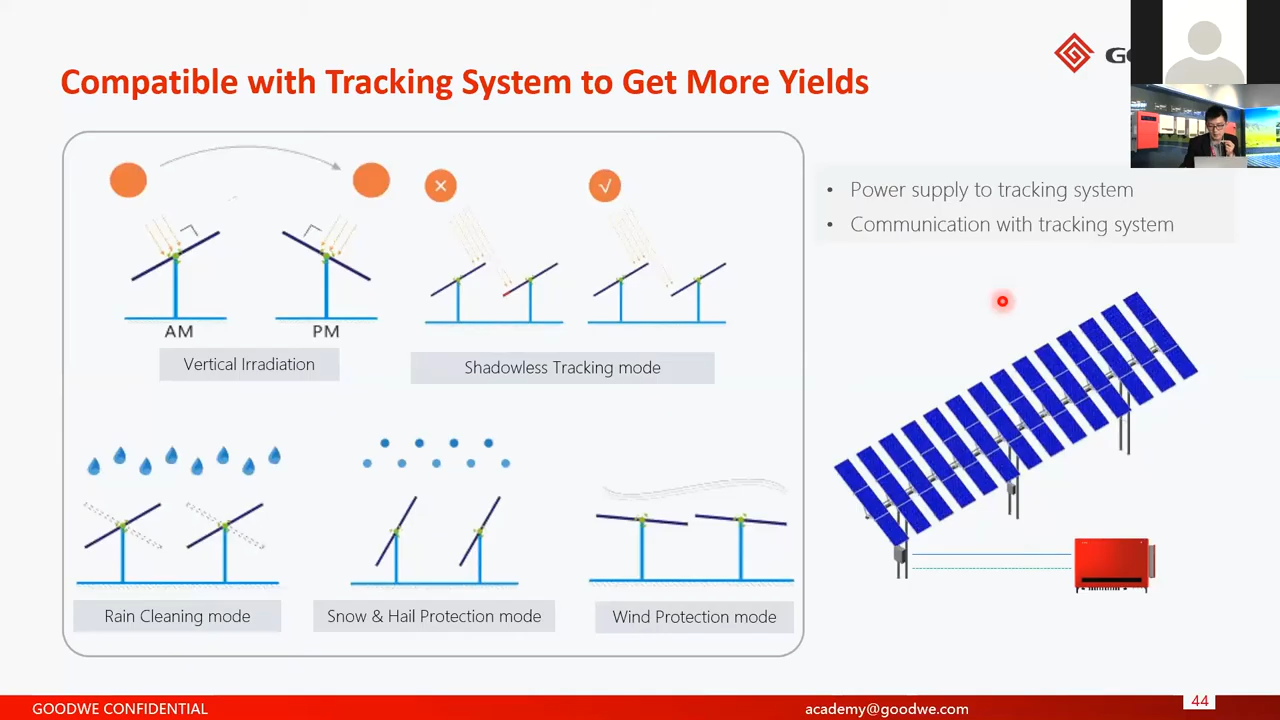 Compatible with Tracking System to Get More Yields
AM
PM
Vertical Irradiation
Shadowless Tracking mode
Rain Cleaning mode
Snow & Hail Protection mode
Wind Protection mode
• Power supply to tracking system
• Communication with tracking system
GOODWE CONFIDENTIAL
academy@goodwe.com
44